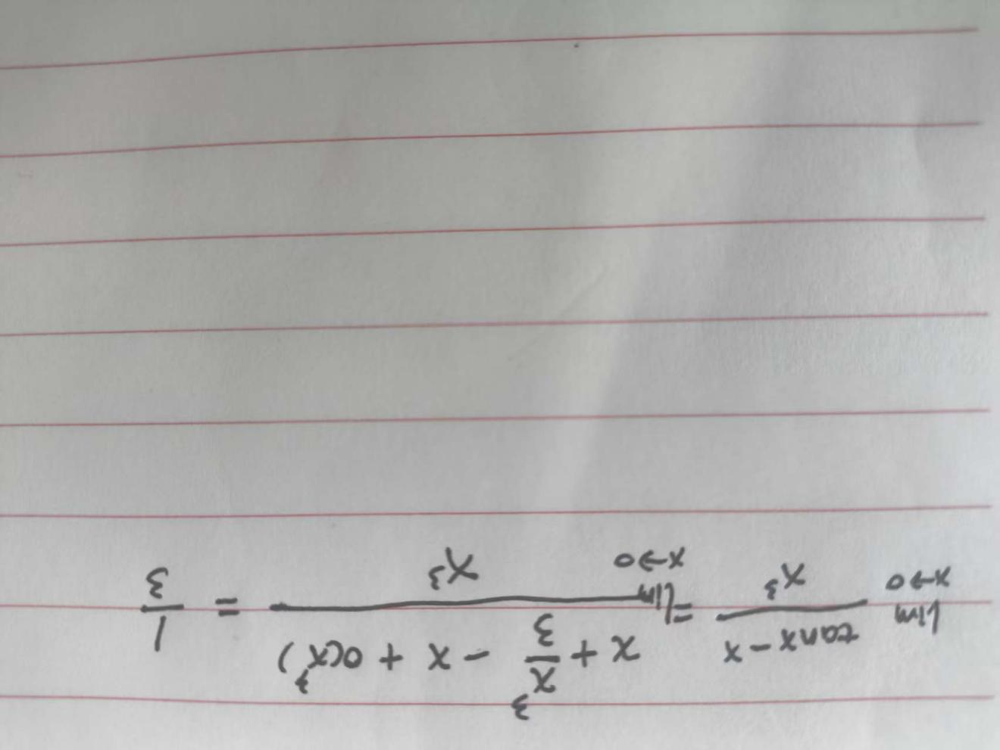 lim x→0 (tanx - x)/x³ = lim x→0 (x + x³/3 - x + o(x³))/x³ = 1/3